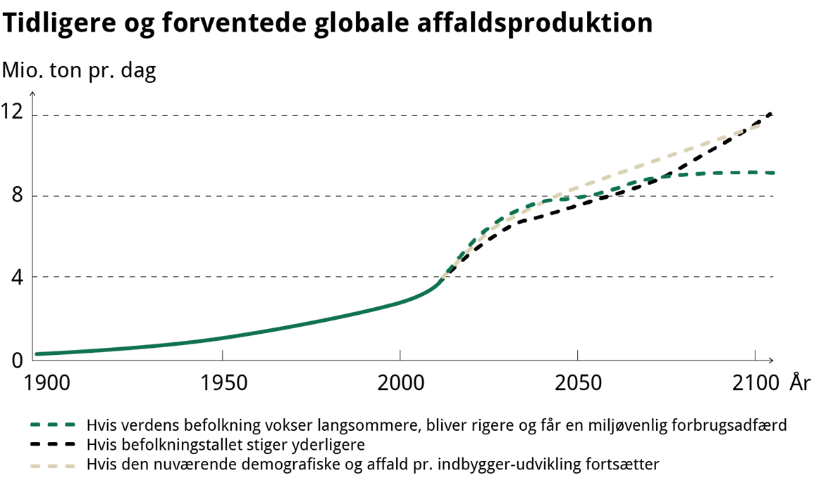 Tidligere og forventede globale affaldsproduktion
Mio. ton pr. dag
12
8
4
0
1900 1950 2000 2050 2100 År
Hvis verdens befolkning vokser langsommere, bliver rigere og får en miljøvenlig forbrugsadfærd
Hvis befolkningstallet stiger yderligere
Hvis den nuværende demografiske og affald pr. indbygger-udvikling fortsætter